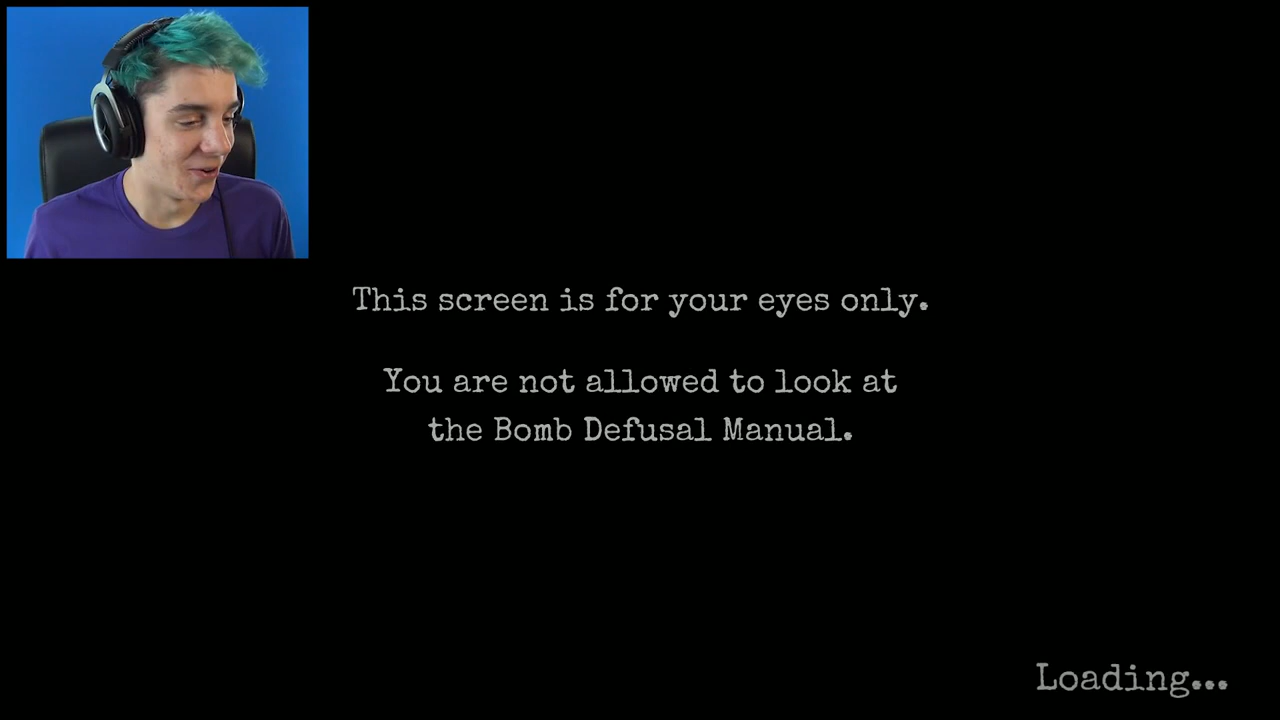 This screen is for your eyes only.
You are not allowed to look at
the Bomb Defusal Manual.
Loading...